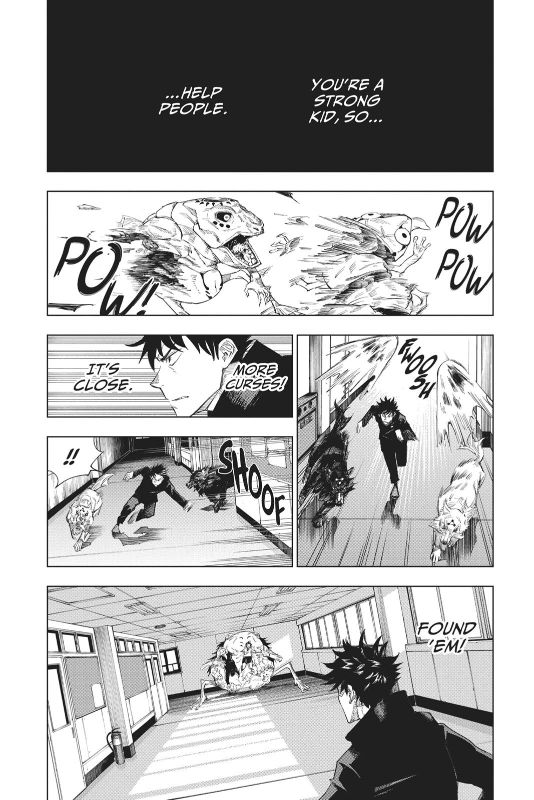 YOU'RE A
STRONG
KID, SO...
...HELP
PEOPLE.
POW
POW
POW!
FWOOSH
MORE
CURSES!
IT'S
CLOSE.
SHOOF
!!
FOUND
'EM!